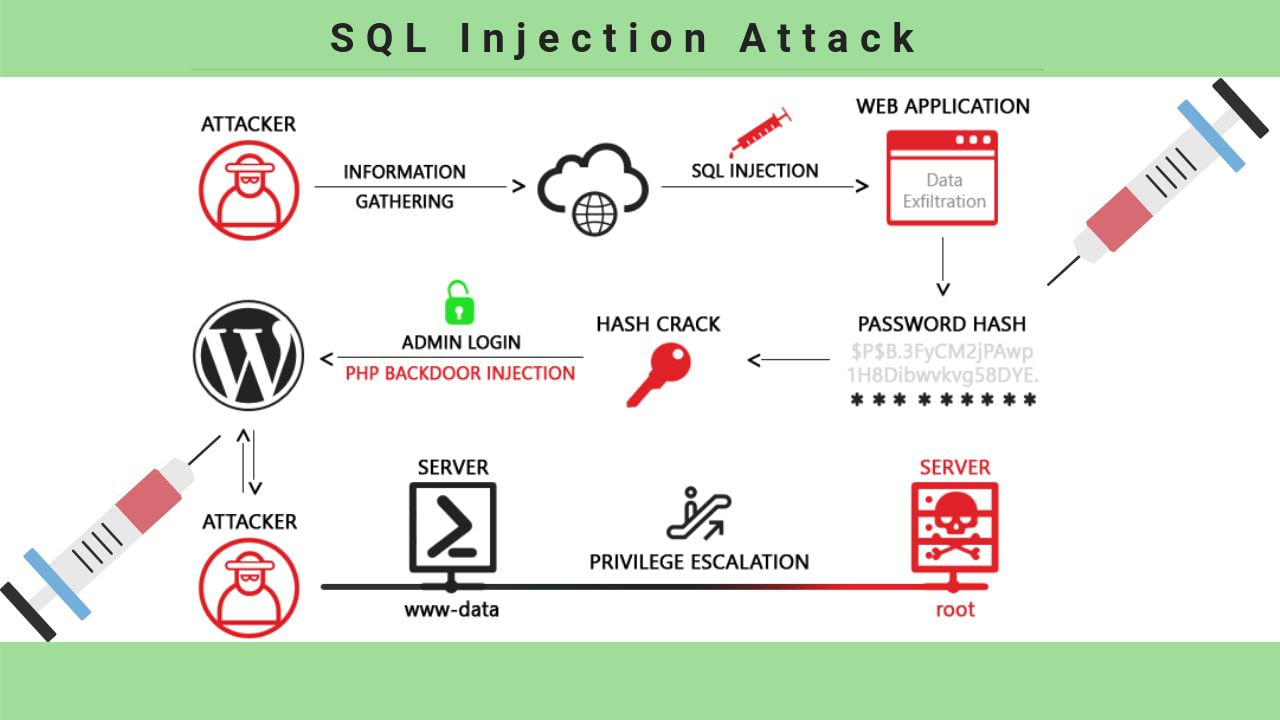 SQL Injection Attack
ATTACKER
INFORMATION
GATHERING
SQL INJECTION
WEB APPLICATION
Data
Exfiltration
ADMIN LOGIN
PHP BACKDOOR INJECTION
HASH CRACK
PASSWORD HASH
$P$B.3FyCM2jPAwp
1H8Dibwvkvg58DYE.
* * * * * * * * *
ATTACKER
SERVER
www-data
PRIVILEGE ESCALATION
SERVER
root